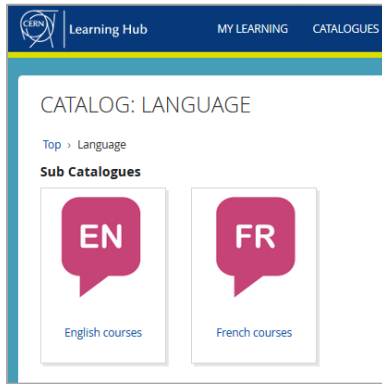 CERN Learning Hub MY LEARNING CATALOGUES
CATALOG: LANGUAGE
Top › Language
Sub Catalogues
EN FR
English courses French courses